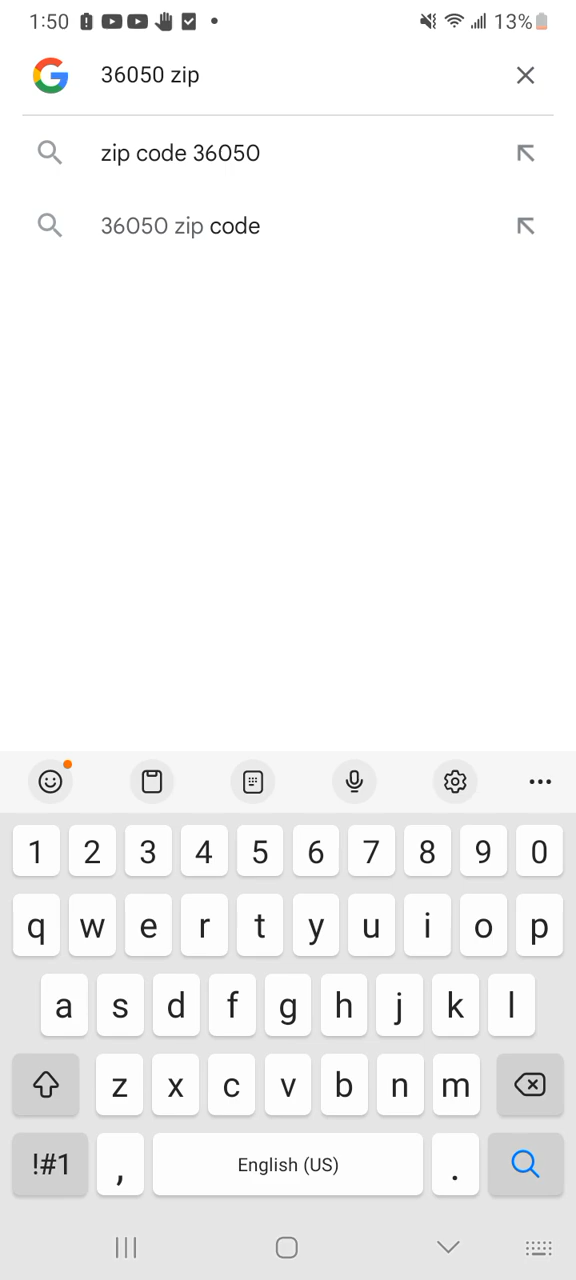 1:50 13%
36050 zip
zip code 36050
36050 zip code
1 2 3 4 5 6 7 8 9 0
q w e r t y u i o p
a s d f g h j k l
z x c v b n m
!#1 , English (US) .